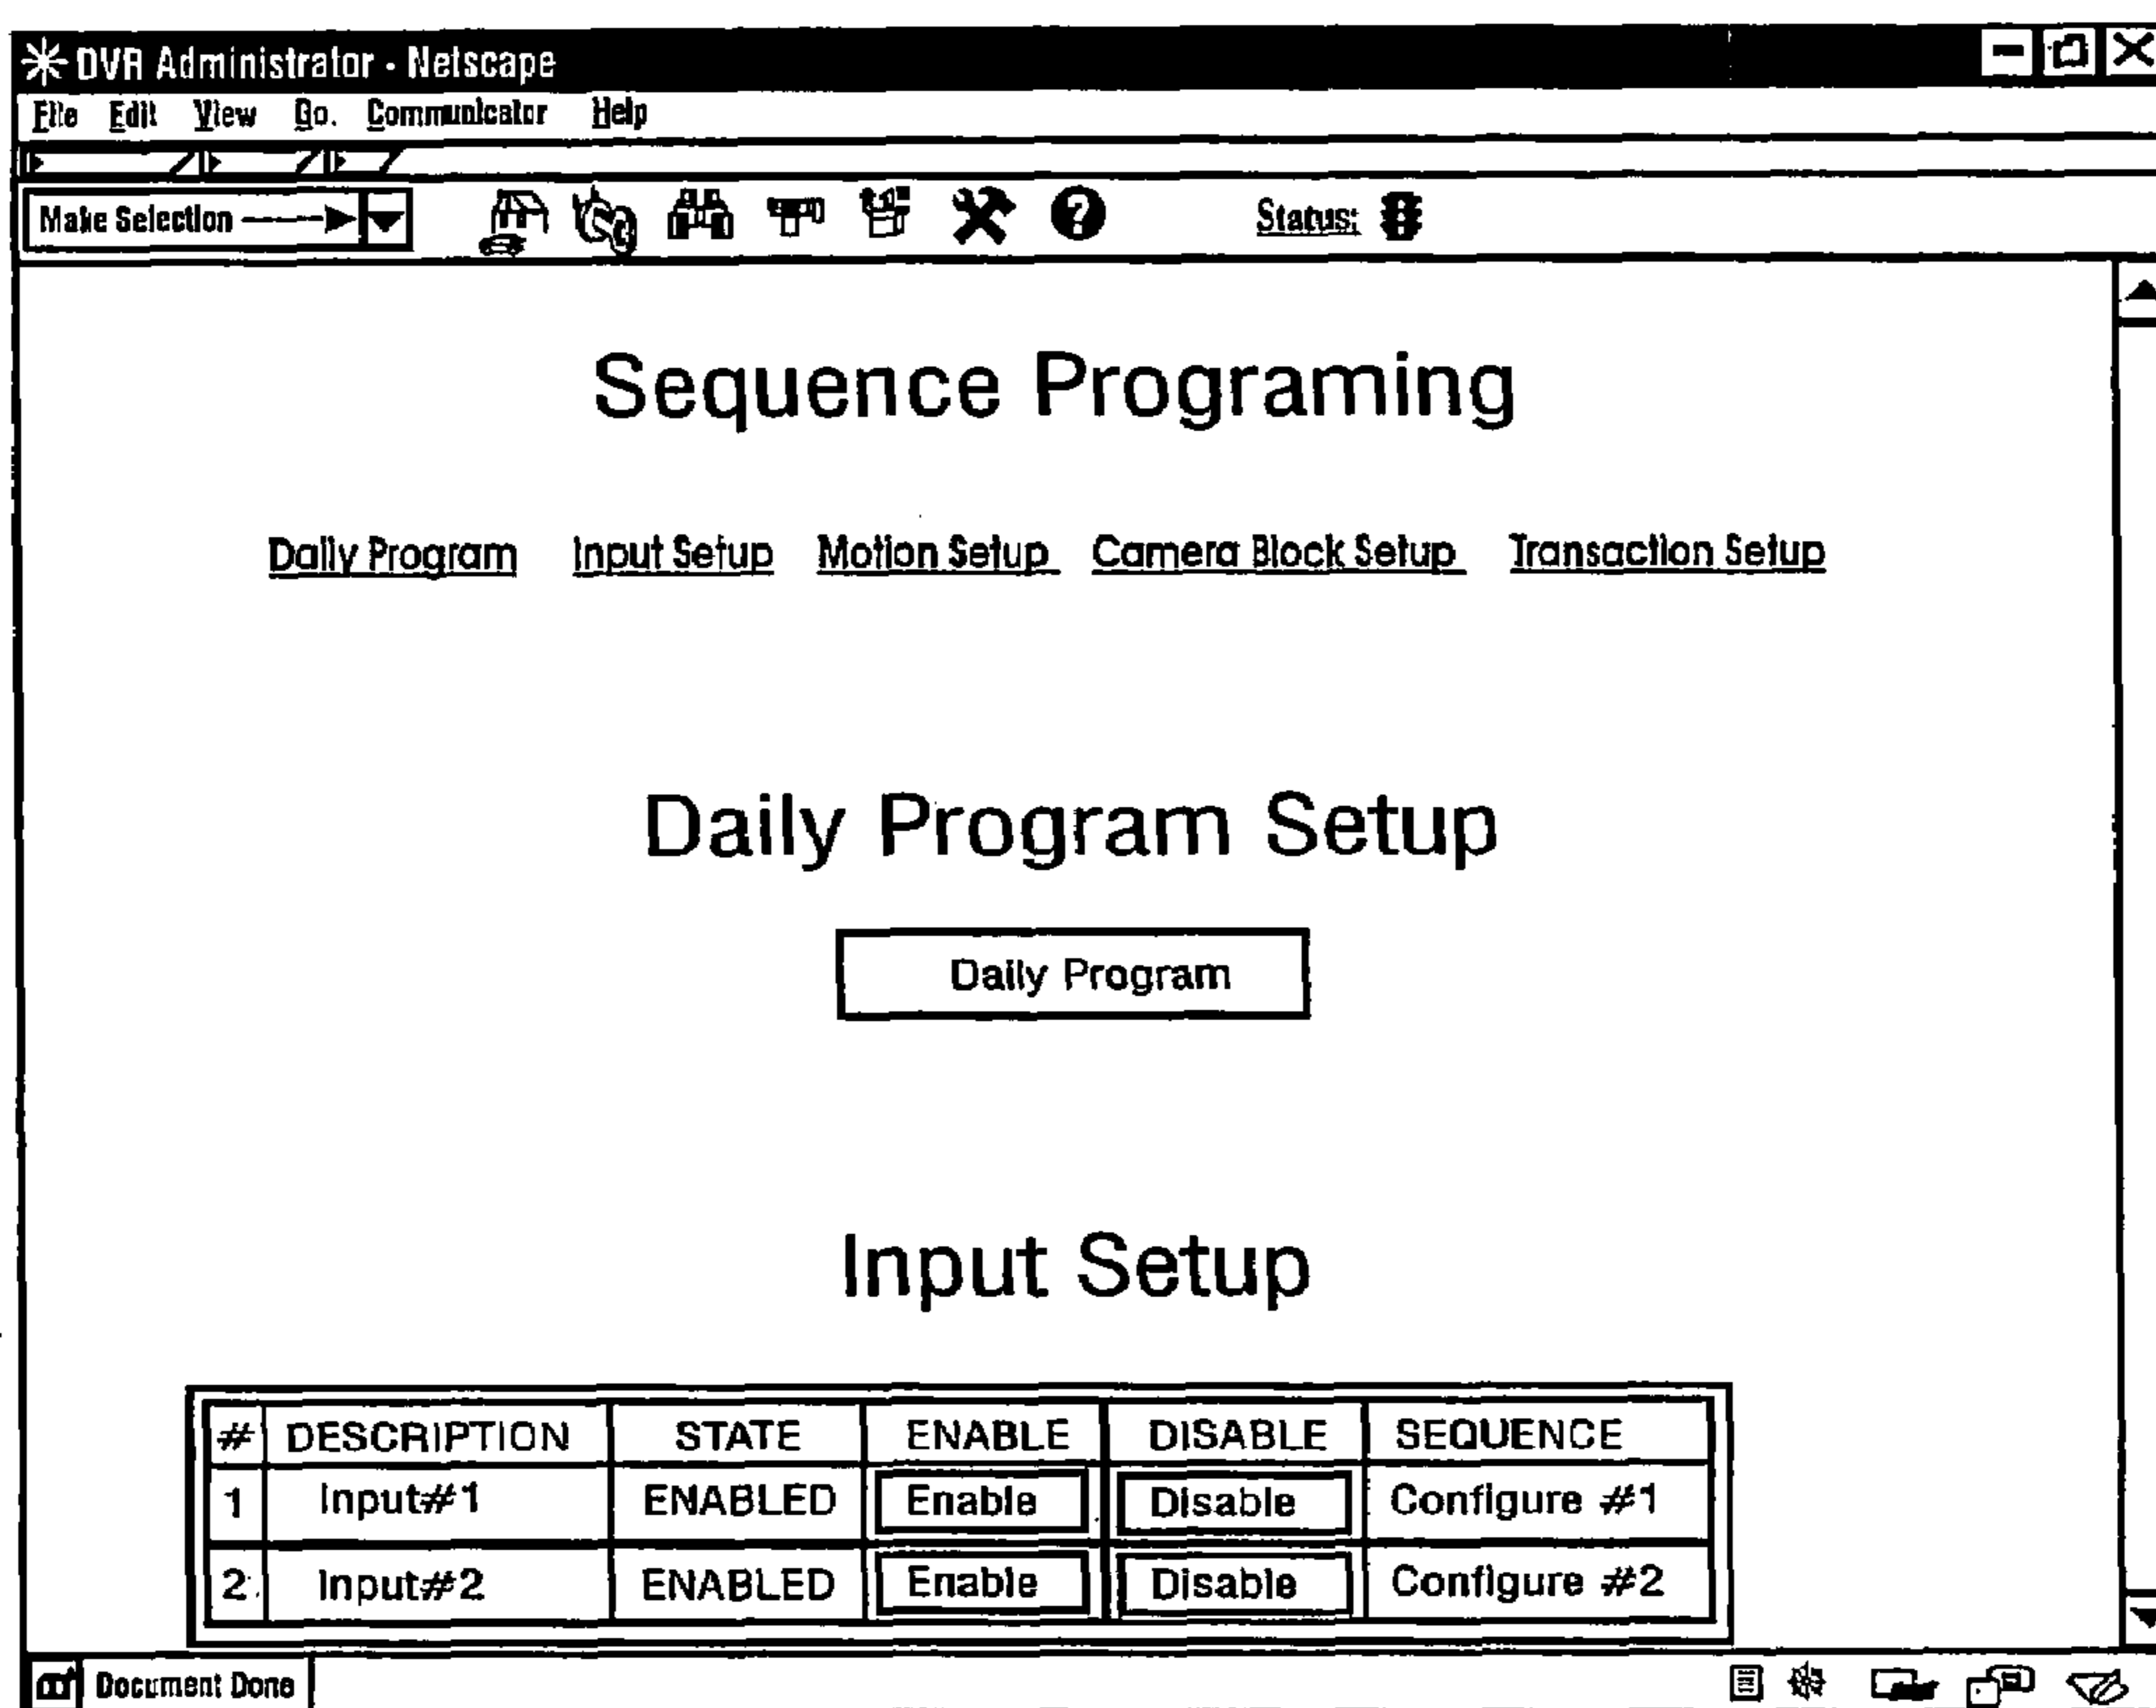 DVR Administrator - Netscape
File Edit View Go. Communicator Help
Make Selection Status:
Sequence Programing
Daily Program Input Setup Motion Setup Camera Block Setup Transaction Setup
Daily Program Setup
Daily Program
Input Setup
# DESCRIPTION STATE ENABLE DISABLE SEQUENCE
1 Input#1 ENABLED Enable Disable Configure #1
2 Input#2 ENABLED Enable Disable Configure #2
Document Done